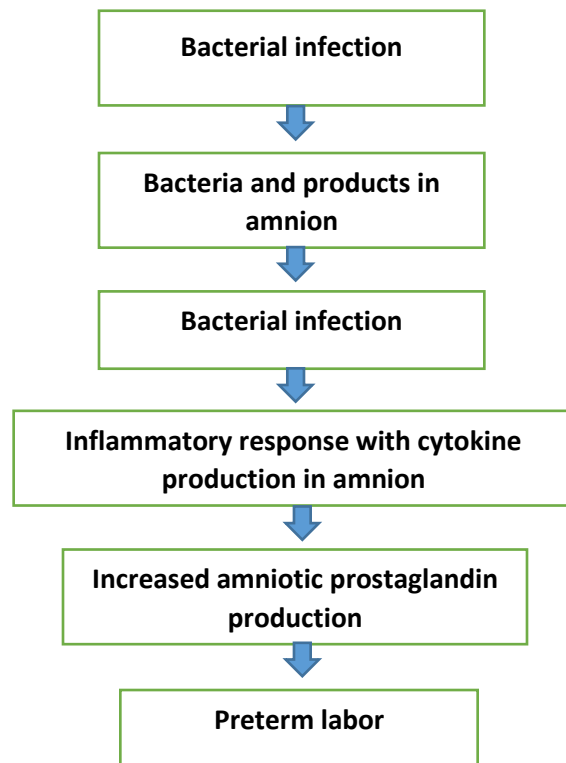 Bacterial infection
Bacteria and products in
amnion
Bacterial infection
Inflammatory response with cytokine
production in amnion
Increased amniotic prostaglandin
production
Preterm labor